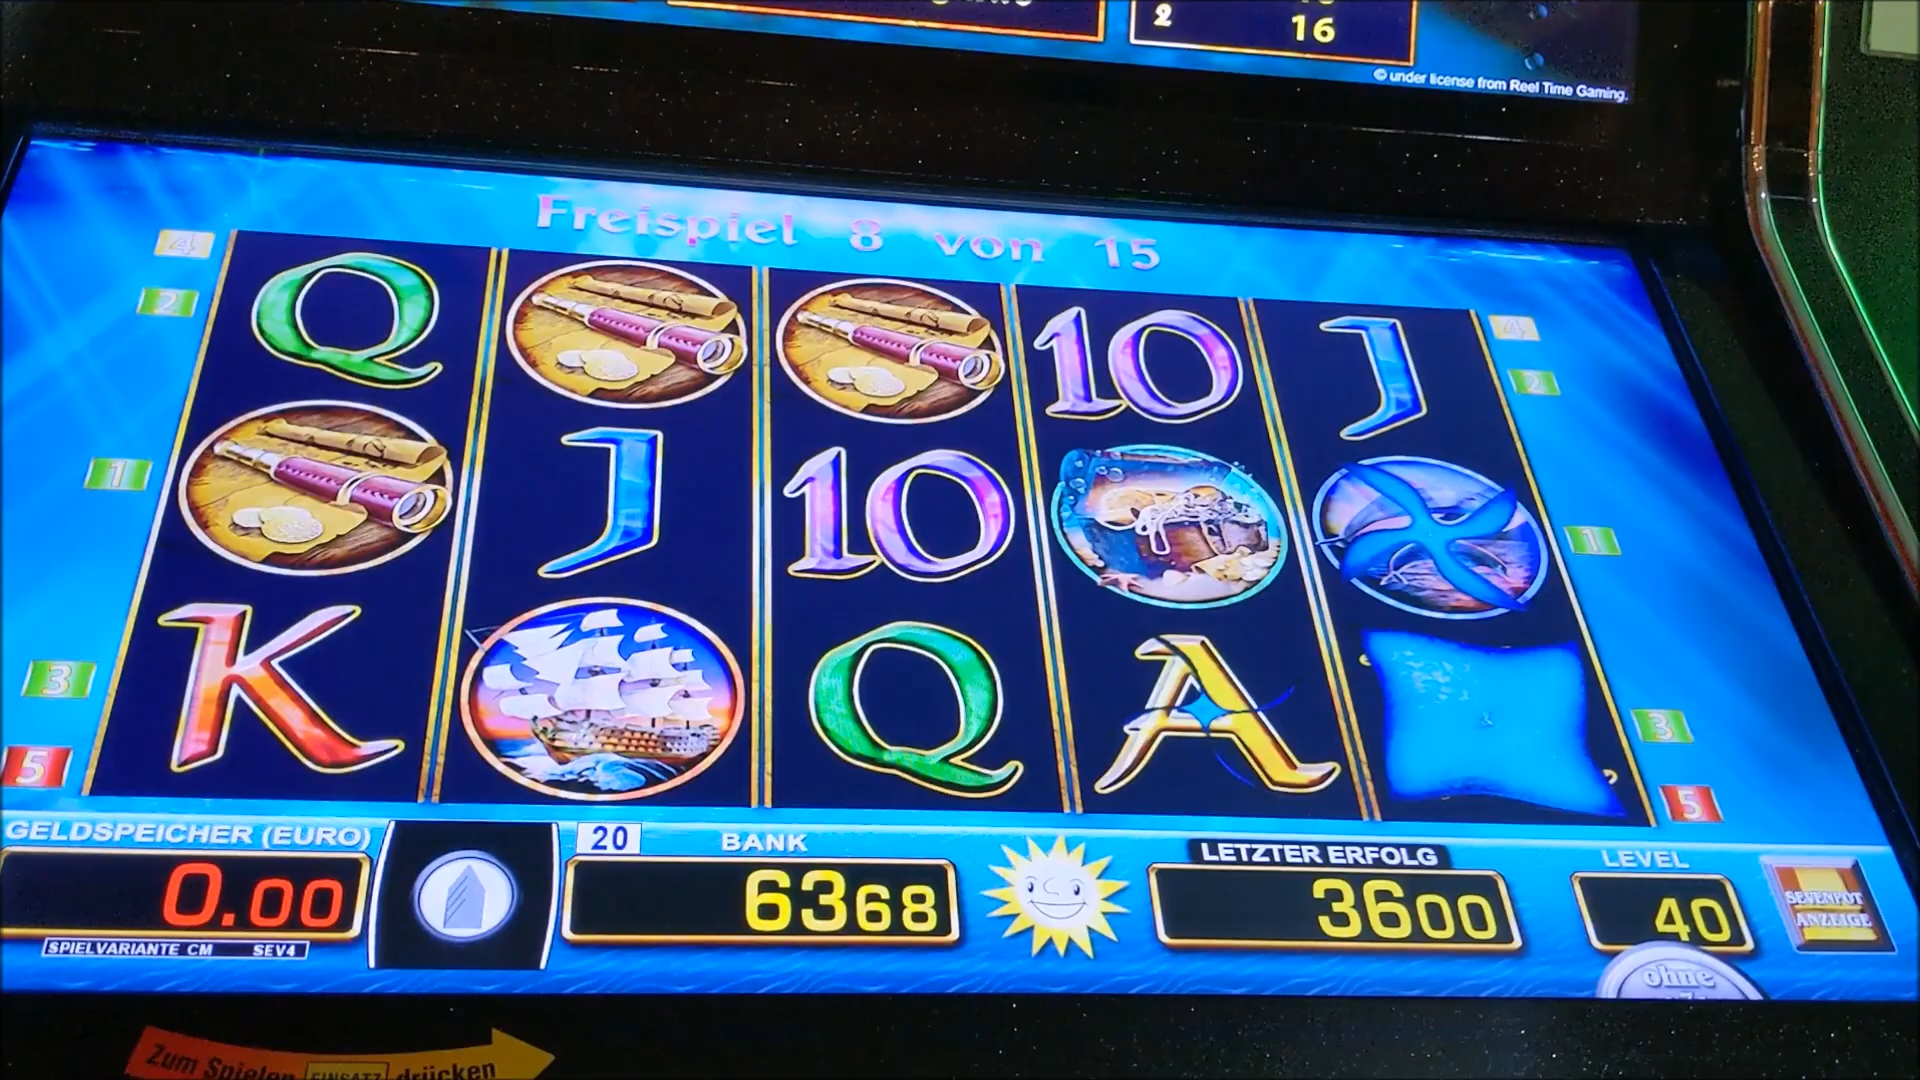 2 16
© under license from Reel Time Gaming.
Freispiel 8 von 15
4 4
2 2
Q 10 J
1 J 10 1
K Q A
3 3
5 5
GELDSPEICHER (EURO) 20 BANK LETZTER ERFOLG LEVEL
0.00 6368 3600 40
SEVENPOT
ANZEIGE
SPIELVARIANTE CM SEV4
ohne
Zum Spielen EINSATZ drücken